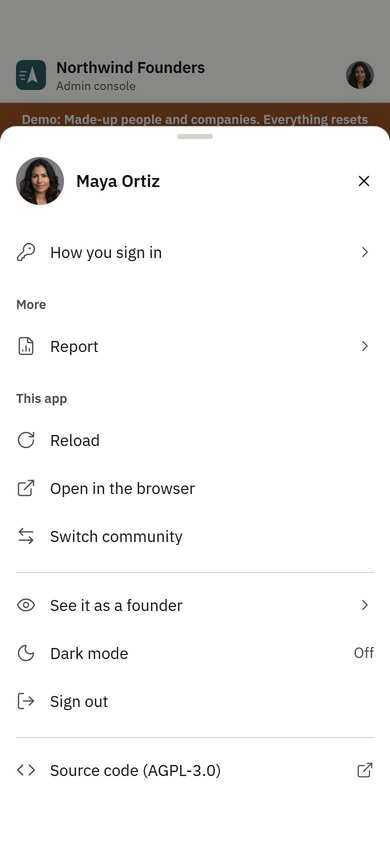 Northwind Founders
Admin console
Demo: Made-up people and companies. Everything resets
Maya Ortiz
How you sign in
More
Report
This app
Reload
Open in the browser
Switch community
See it as a founder
Dark mode Off
Sign out
Source code (AGPL-3.0)